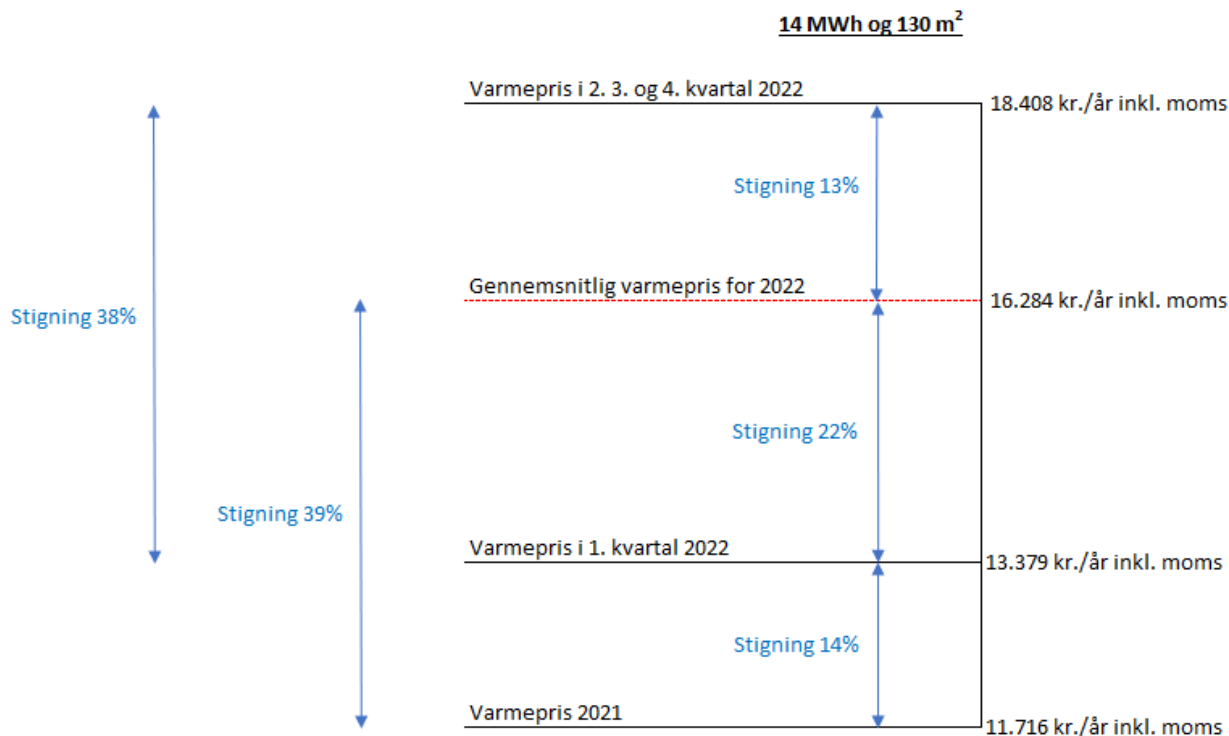 14 MWh og 130 m²
Varmepris i 2. 3. og 4. kvartal 2022
18.408 kr./år inkl. moms
Stigning 13%
Gennemsnitlig varmepris for 2022
16.284 kr./år inkl. moms
Stigning 38%
Stigning 22%
Stigning 39%
Varmepris i 1. kvartal 2022
13.379 kr./år inkl. moms
Stigning 14%
Varmepris 2021
11.716 kr./år inkl. moms